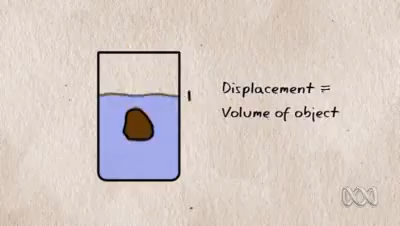 Displacement =
Volume of object